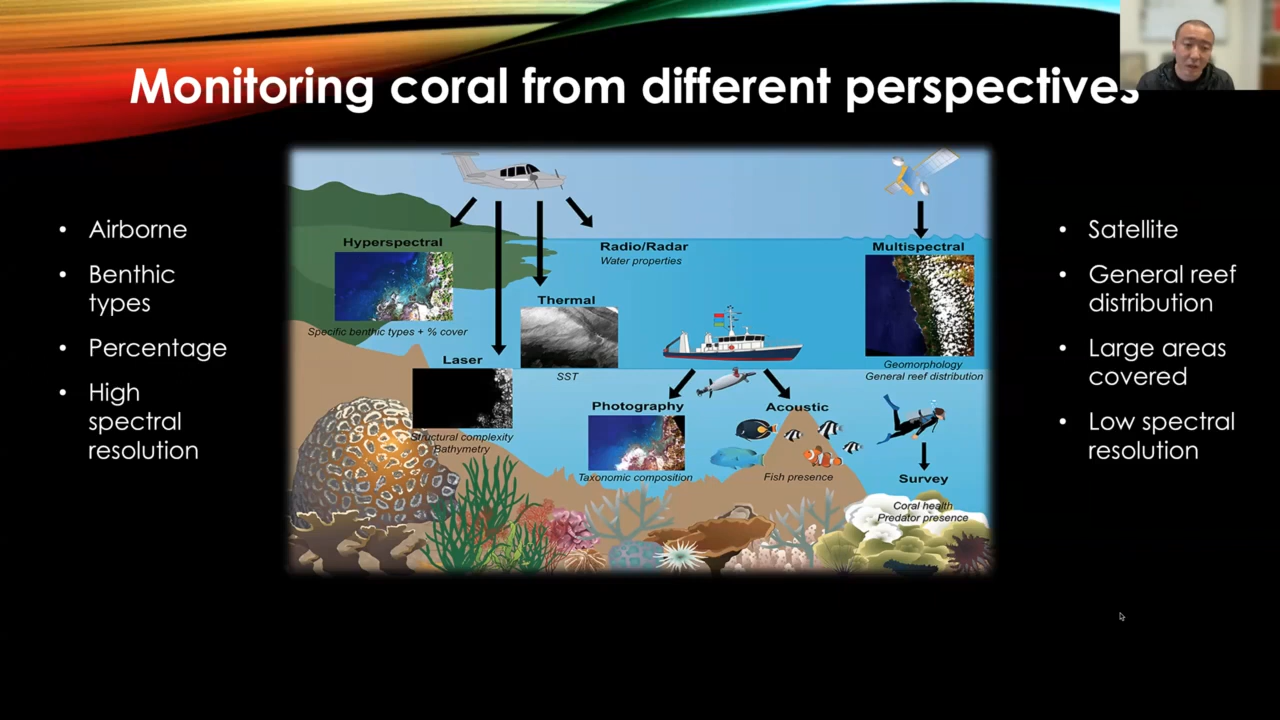 Monitoring coral from different perspectives
• Airborne
• Benthic
types
• Percentage
• High
spectral
resolution
Hyperspectral
Specific benthic types + % cover
Radio/Radar
Water properties
Thermal
SST
Laser
Structural complexity
Bathymetry
Photography
Taxonomic composition
Acoustic
Fish presence
Multispectral
Geomorphology
General reef distribution
Survey
Coral health
Predator presence
• Satellite
• General reef
distribution
• Large areas
covered
• Low spectral
resolution